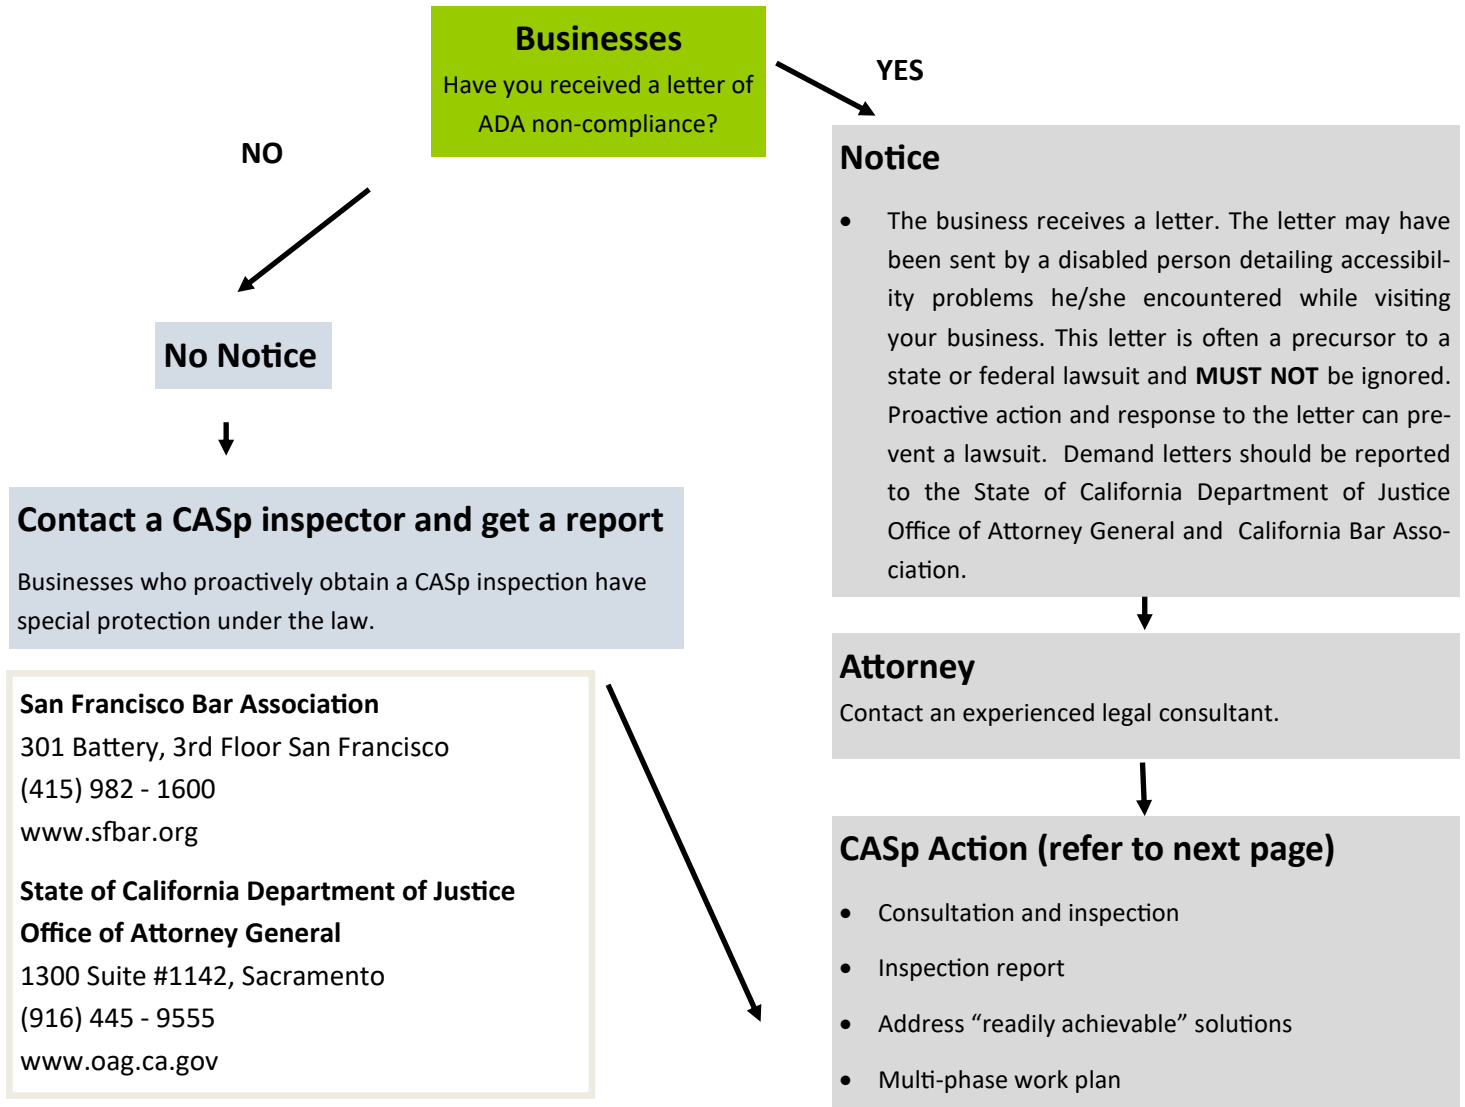 Businesses
Have you received a letter of
ADA non-compliance?
YES
NO
Notice
• The business receives a letter. The letter may have
been sent by a disabled person detailing accessibil-
ity problems he/she encountered while visiting
your business. This letter is often a precursor to a
state or federal lawsuit and MUST NOT be ignored.
Proactive action and response to the letter can pre-
vent a lawsuit. Demand letters should be reported
to the State of California Department of Justice
Office of Attorney General and California Bar Asso-
ciation.
No Notice
Contact a CASp inspector and get a report
Businesses who proactively obtain a CASp inspection have
special protection under the law.
San Francisco Bar Association
301 Battery, 3rd Floor San Francisco
(415) 982 - 1600
www.sfbar.org
State of California Department of Justice
Office of Attorney General
1300 Suite #1142, Sacramento
(916) 445 - 9555
www.oag.ca.gov
Attorney
Contact an experienced legal consultant.
CASp Action (refer to next page)
• Consultation and inspection
• Inspection report
• Address “readily achievable” solutions
• Multi-phase work plan